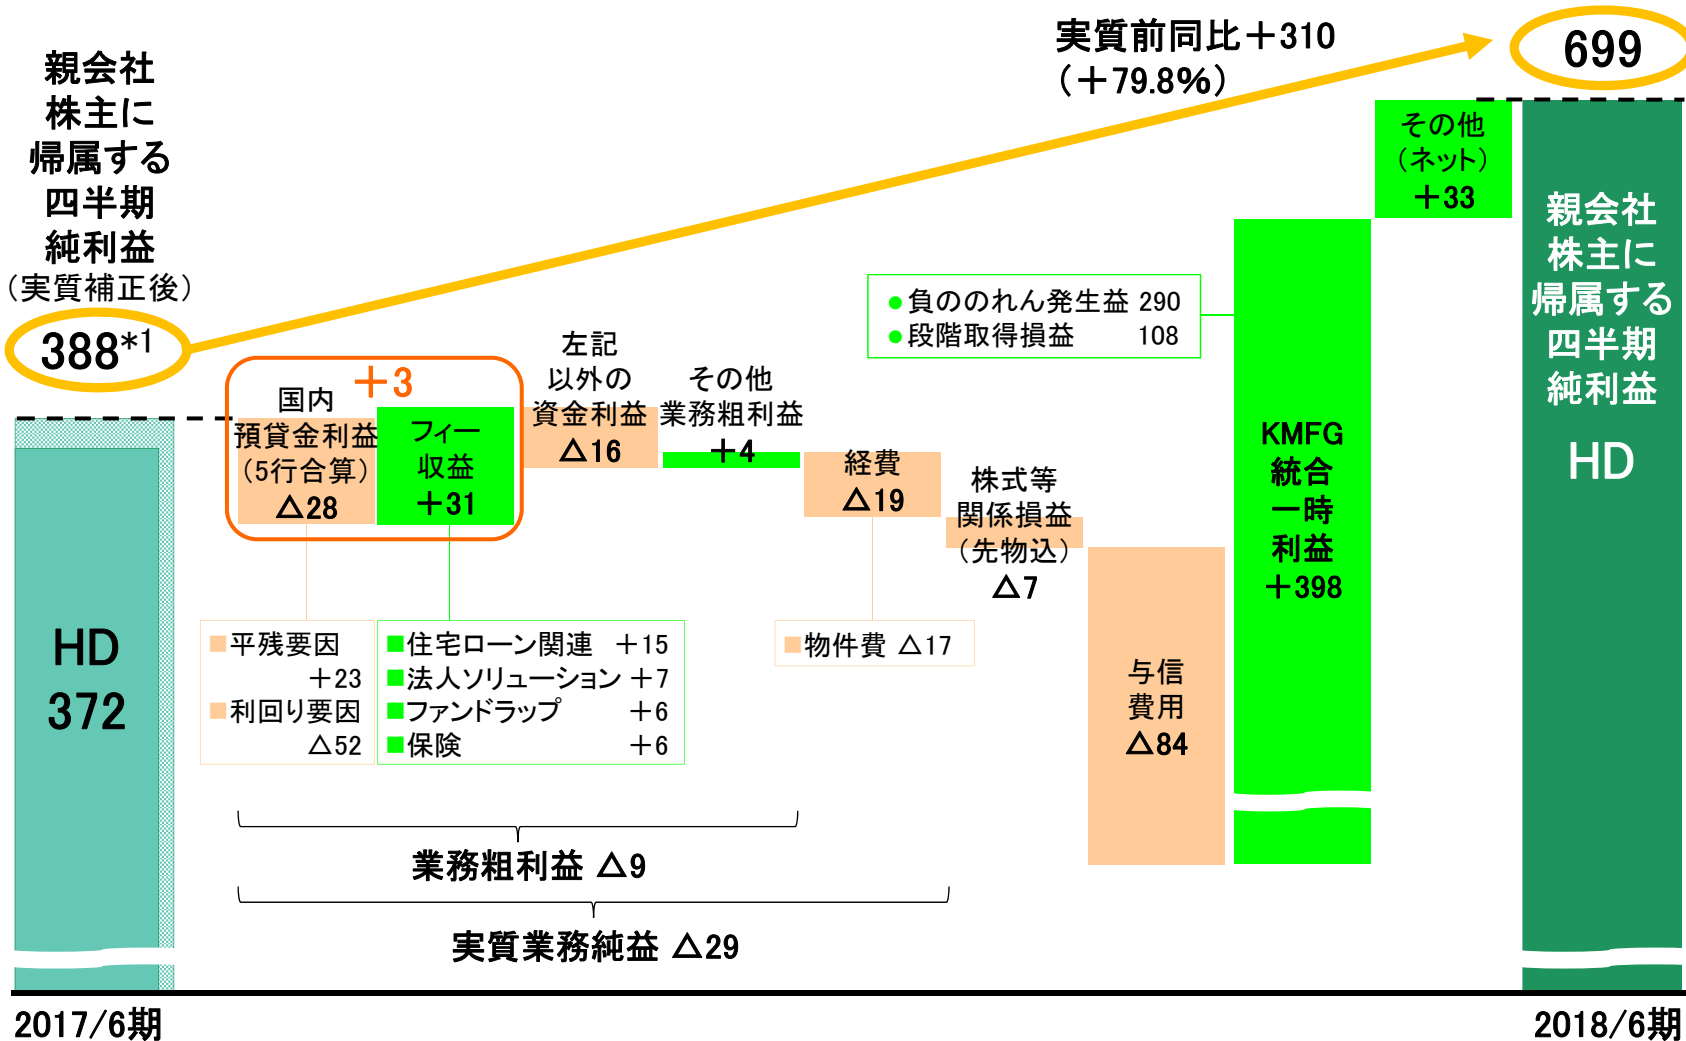 親会社
株主に
帰属する
四半期
純利益
（実質補正後）
388*1
HD
372
2017/6期
実質前同比＋310
（＋79.8%）
＋3
国内
預貸金利益
（5行合算）
△28
フィー
収益
＋31
左記
以外の
資金利益
△16
その他
業務粗利益
＋4
経費
△19
株式等
関係損益
（先物込）
△7
与信
費用
△84
●負ののれん発生益 290
●段階取得損益 108
KMFG
統合
一時
利益
＋398
その他
（ネット）
＋33
■平残要因
＋23
■利回り要因
△52
■住宅ローン関連 ＋15
■法人ソリューション ＋7
■ファンドラップ ＋6
■保険 ＋6
■物件費 △17
業務粗利益 △9
実質業務純益 △29
699
親会社
株主に
帰属する
四半期
純利益
HD
2018/6期